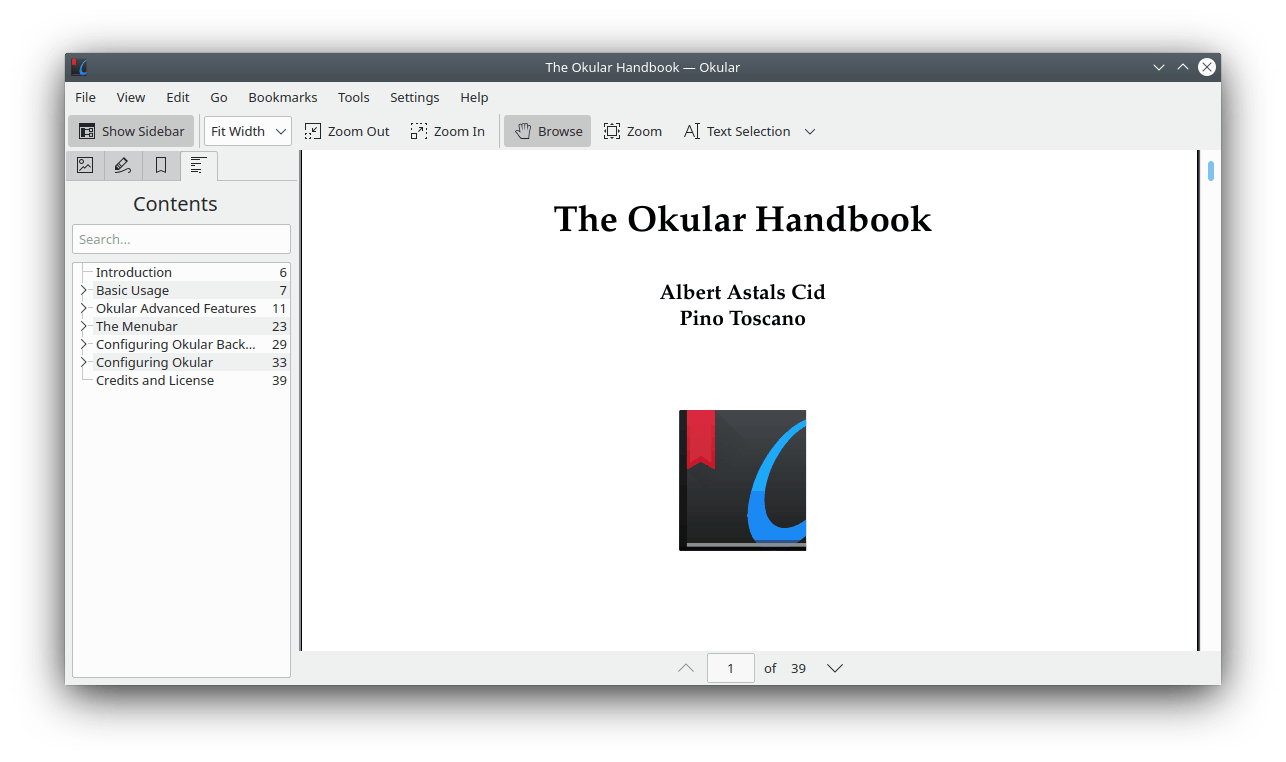 The Okular Handbook — Okular
File View Edit Go Bookmarks Tools Settings Help
Show Sidebar Fit Width Zoom Out Zoom In Browse Zoom Text Selection
Contents
Search...
Introduction 6
Basic Usage 7
Okular Advanced Features 11
The Menubar 23
Configuring Okular Back... 29
Configuring Okular 33
Credits and License 39
The Okular Handbook
Albert Astals Cid
Pino Toscano
1 of 39